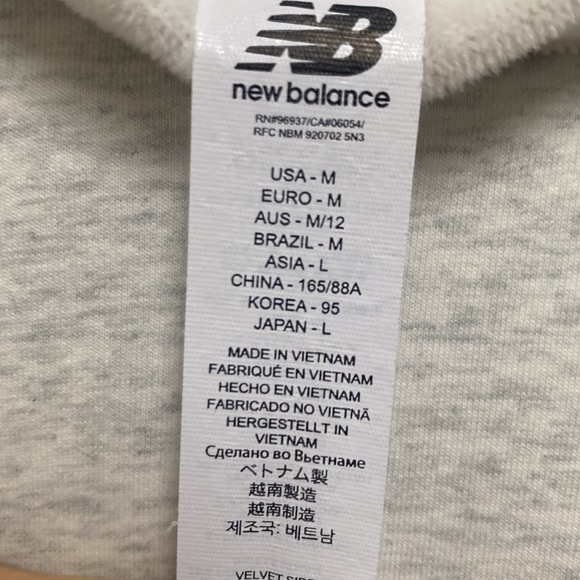 NB
new balance
RN#96937/CA#06054/
RFC NBM 920702 5N3
USA - M
EURO - M
AUS - M/12
BRAZIL - M
ASIA - L
CHINA - 165/88A
KOREA - 95
JAPAN - L
MADE IN VIETNAM
FABRIQUÉ EN VIETNAM
HECHO EN VIETNAM
FABRICADO NO VIETNÃ
HERGESTELLT IN
VIETNAM
Сделано во Вьетнаме
ベトナム製
越南製造
越南制造
제조국: 베트남
VELVET